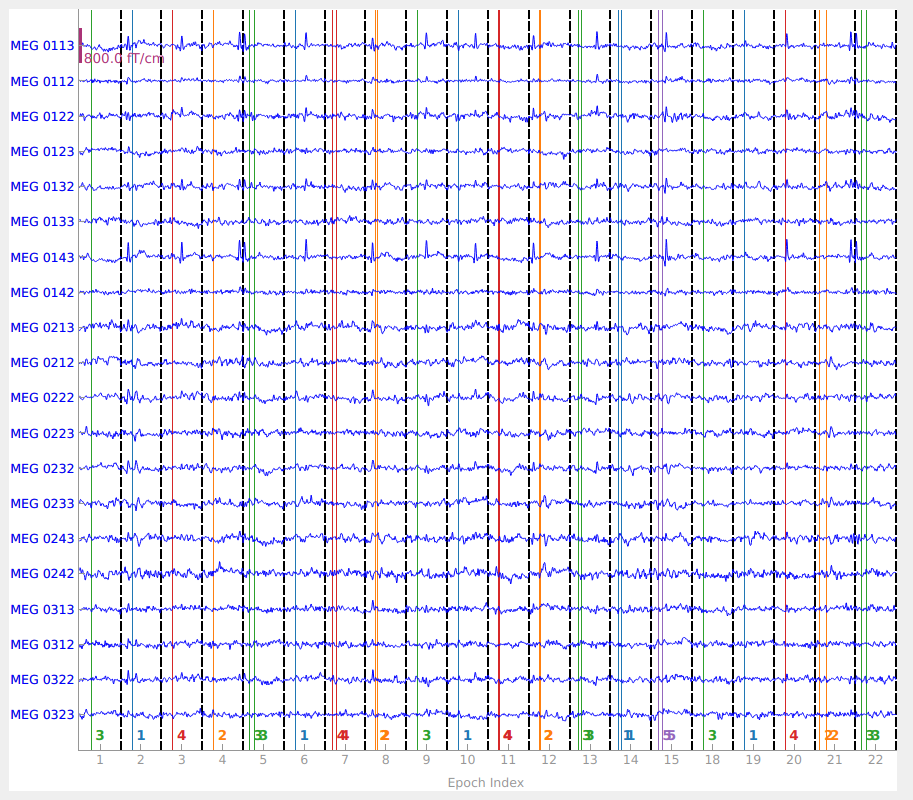 MEG 0113
800.0 fT/cm
MEG 0112
MEG 0122
MEG 0123
MEG 0132
MEG 0133
MEG 0143
MEG 0142
MEG 0213
MEG 0212
MEG 0222
MEG 0223
MEG 0232
MEG 0233
MEG 0243
MEG 0242
MEG 0313
MEG 0312
MEG 0322
MEG 0323
3 1 4 2 3 3 1 4 4 2 2 3 1 4 4 2 2 3 3 1 1 5 5 3 1 4 2 2 3 3
1 2 3 4 5 6 7 8 9 10 11 12 13 14 15 18 19 20 21 22
Epoch Index